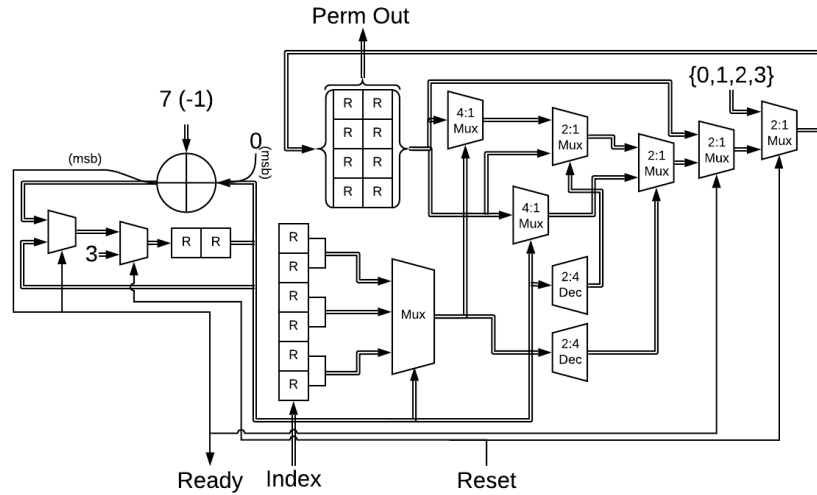 Perm Out
{0,1,2,3}
7 (-1)
0
(msb)
(msb)
R R
R R
R R
R R
4:1
Mux
2:1
Mux
2:1
Mux
2:1
Mux
2:1
Mux
4:1
Mux
3
R R
R
R
R
R
R
R
Mux
2:4
Dec
2:4
Dec
Ready
Index
Reset